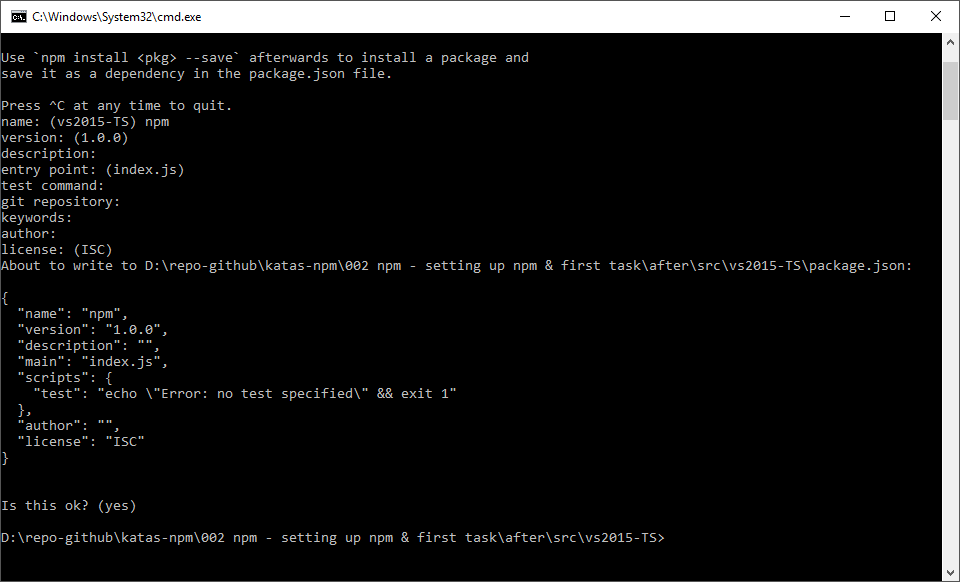 C:\Windows\System32\cmd.exe
Use `npm install <pkg> --save` afterwards to install a package and
save it as a dependency in the package.json file.
Press ^C at any time to quit.
name: (vs2015-TS) npm
version: (1.0.0)
description:
entry point: (index.js)
test command:
git repository:
keywords:
author:
license: (ISC)
About to write to D:\repo-github\katas-npm\002 npm - setting up npm & first task\after\src\vs2015-TS\package.json:
{
  "name": "npm",
  "version": "1.0.0",
  "description": "",
  "main": "index.js",
  "scripts": {
    "test": "echo \"Error: no test specified\" && exit 1"
  },
  "author": "",
  "license": "ISC"
}
Is this ok? (yes)
D:\repo-github\katas-npm\002 npm - setting up npm & first task\after\src\vs2015-TS>